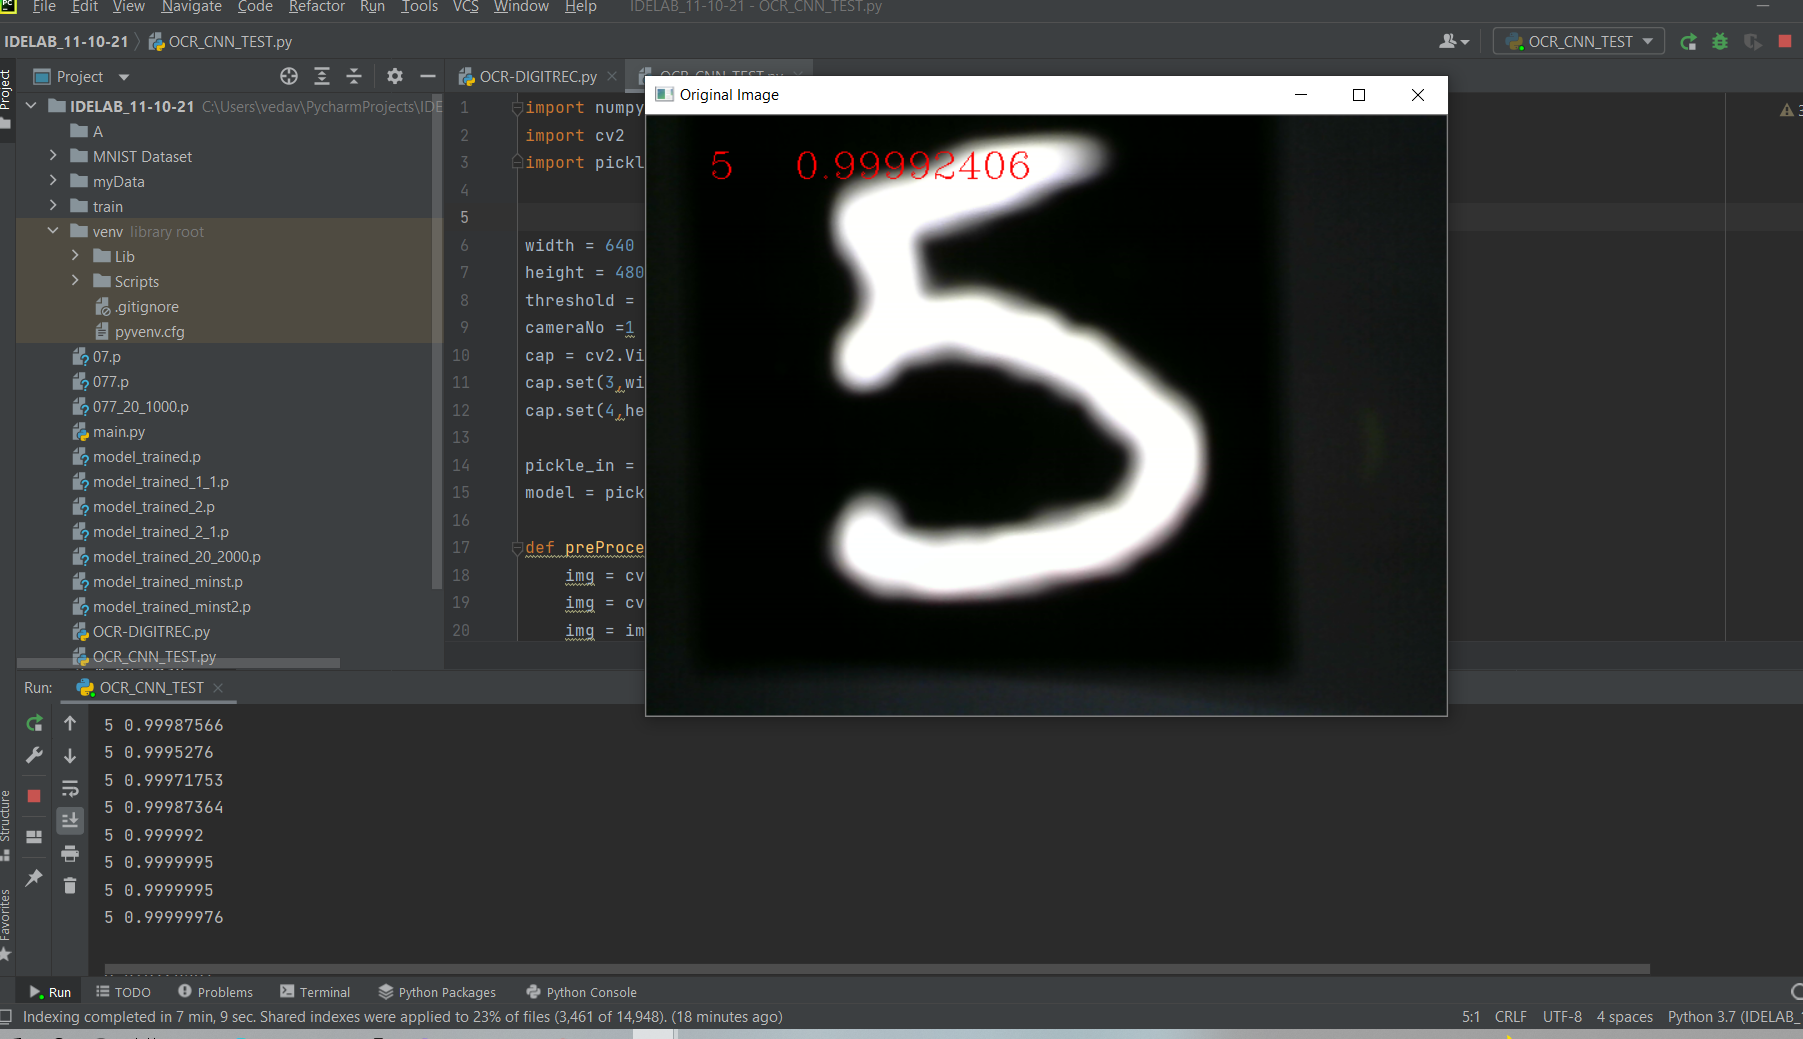 File Edit View Navigate Code Refactor Run Tools VCS Window Help IDELAB_11-10-21 - OCR_CNN_TEST.py
IDELAB_11-10-21 OCR_CNN_TEST.py
OCR_CNN_TEST
Project
Project
OCR-DIGITREC.py
OCR_CNN_TEST.py
IDELAB_11-10-21 C:\Users\vedav\PycharmProjects\IDE
A
MNIST Dataset
myData
train
venv library root
Lib
Scripts
.gitignore
pyvenv.cfg
07.p
077.p
077_20_1000.p
main.py
model_trained.p
model_trained_1_1.p
model_trained_2.p
model_trained_2_1.p
model_trained_20_2000.p
model_trained_minst.p
model_trained_minst2.p
OCR-DIGITREC.py
OCR_CNN_TEST.py
1 import numpy
2 import cv2
3 import pickl
4
5
6 width = 640
7 height = 480
8 threshold =
9 cameraNo =1
10 cap = cv2.Vi
11 cap.set(3,wi
12 cap.set(4,he
13
14 pickle_in =
15 model = pick
16
17 def preProce
18 img = cv
19 img = cv
20 img = im
Original Image
5 0.99992406
5
Run: OCR_CNN_TEST
5 0.99987566
5 0.9995276
5 0.99971753
5 0.99987364
5 0.999992
5 0.9999995
5 0.9999995
5 0.99999976
Structure
Favorites
Run TODO Problems Terminal Python Packages Python Console
Indexing completed in 7 min, 9 sec. Shared indexes were applied to 23% of files (3,461 of 14,948). (18 minutes ago)
5:1 CRLF UTF-8 4 spaces Python 3.7 (IDELAB_